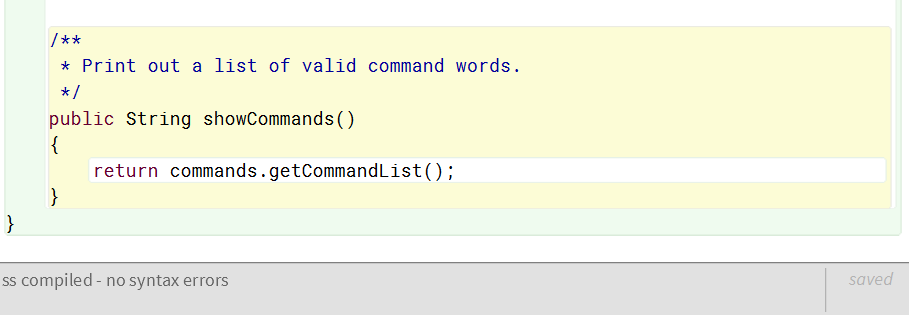 /**
 * Print out a list of valid command words.
 */
public String showCommands()
{
    return commands.getCommandList();
}
}
ss compiled - no syntax errors
saved